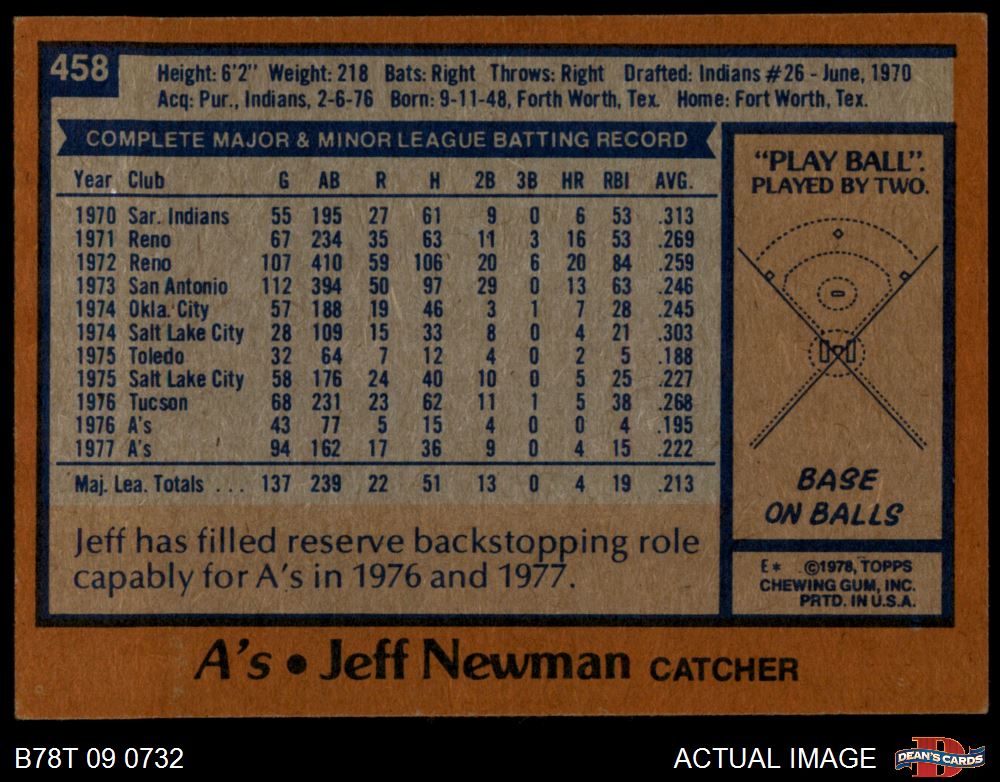 458
Height: 6'2" Weight: 218 Bats: Right Throws: Right Drafted: Indians #26 - June, 1970
Acq: Pur., Indians, 2-6-76 Born: 9-11-48, Forth Worth, Tex. Home: Fort Worth, Tex.
COMPLETE MAJOR & MINOR LEAGUE BATTING RECORD
Year Club G AB R H 2B 3B HR RBI AVG.
1970 Sar. Indians 55 195 27 61 9 0 6 53 .313
1971 Reno 67 234 35 63 11 3 16 53 .269
1972 Reno 107 410 59 106 20 6 20 84 .259
1973 San Antonio 112 394 50 97 29 0 13 63 .246
1974 Okla. City 57 188 19 46 3 1 7 28 .245
1974 Salt Lake City 28 109 15 33 8 0 4 21 .303
1975 Toledo 32 64 7 12 4 0 2 5 .188
1975 Salt Lake City 58 176 24 40 10 0 5 25 .227
1976 Tucson 68 231 23 62 11 1 5 38 .268
1976 A's 43 77 5 15 4 0 0 4 .195
1977 A's 94 162 17 36 9 0 4 15 .222
Maj. Lea. Totals ... 137 239 22 51 13 0 4 19 .213
Jeff has filled reserve backstopping role
capably for A's in 1976 and 1977.
"PLAY BALL".
PLAYED BY TWO.
BASE
ON BALLS
E* ©1978, TOPPS
CHEWING GUM, INC.
PRTD. IN U.S.A.
A's • Jeff Newman CATCHER
B78T 09 0732
ACTUAL IMAGE
D
DEAN'S CARDS